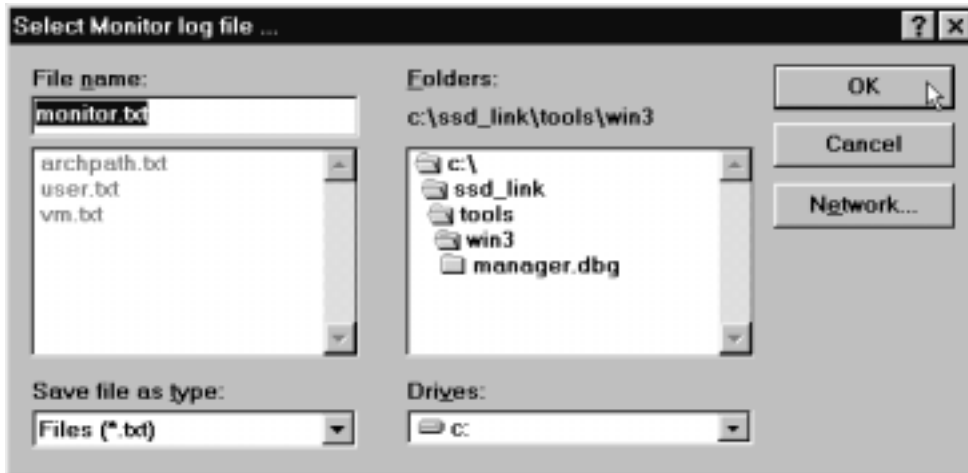 Select Monitor log file ...
File name:
monitor.txt
archpath.txt
user.txt
vm.txt
Save file as type:
Files (*.txt)
Folders:
c:\ssd_link\tools\win3
c:\
ssd_link
tools
win3
manager.dbg
Drives:
c:
OK
Cancel
Network...